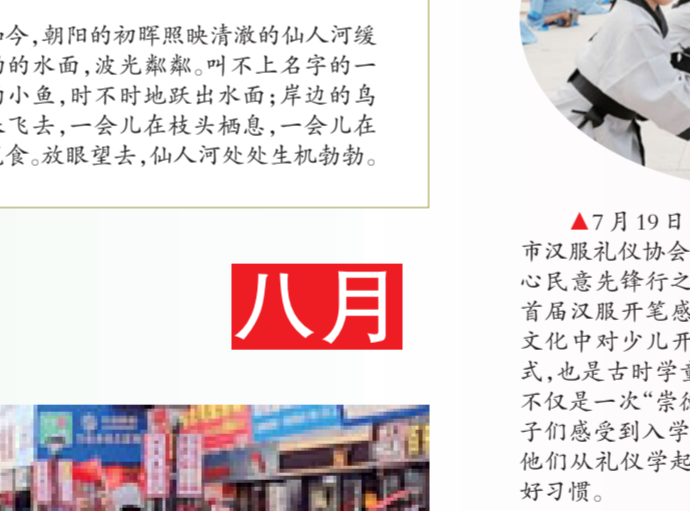 今,朝阳的初晖照映清澈的仙人河缓
的水面,波光粼粼。叫不上名字的一
小鱼,时不时地跃出水面;岸边的鸟
飞去,一会儿在枝头栖息,一会儿在
食。放眼望去,仙人河处处生机勃勃。
八月
▲7月19日
市汉服礼仪协会
心民意先锋行之
首届汉服开笔感
文化中对少儿开
式,也是古时学童
不仅是一次“崇德
子们感受到入学
他们从礼仪学起
好习惯。